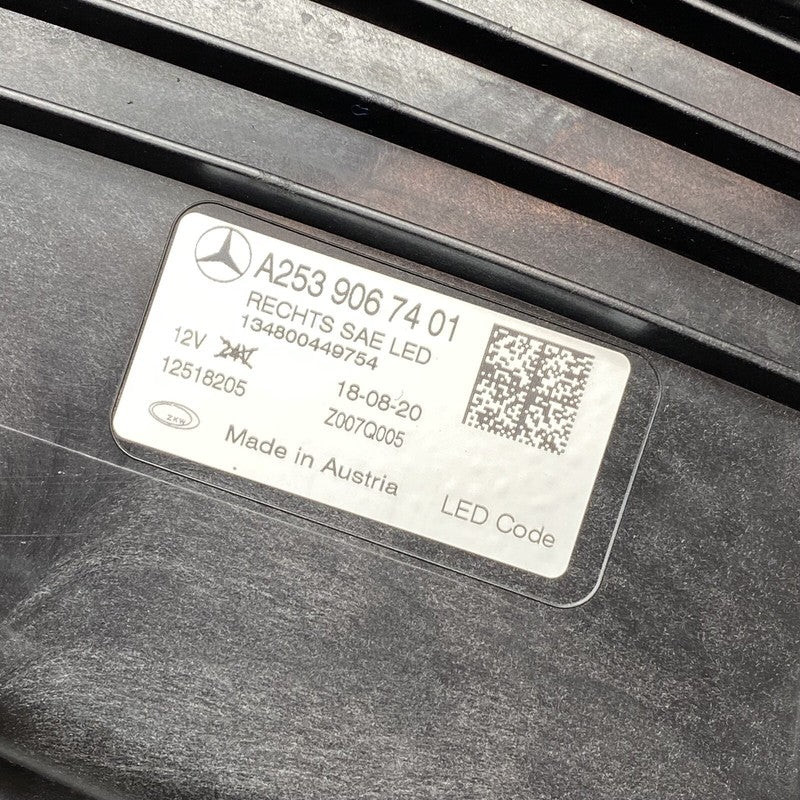 A253 906 74 01
RECHTS SAE LED
134800449754
12V 24V
12518205
18-08-20
Z007Q005
ZKW
Made in Austria
LED Code